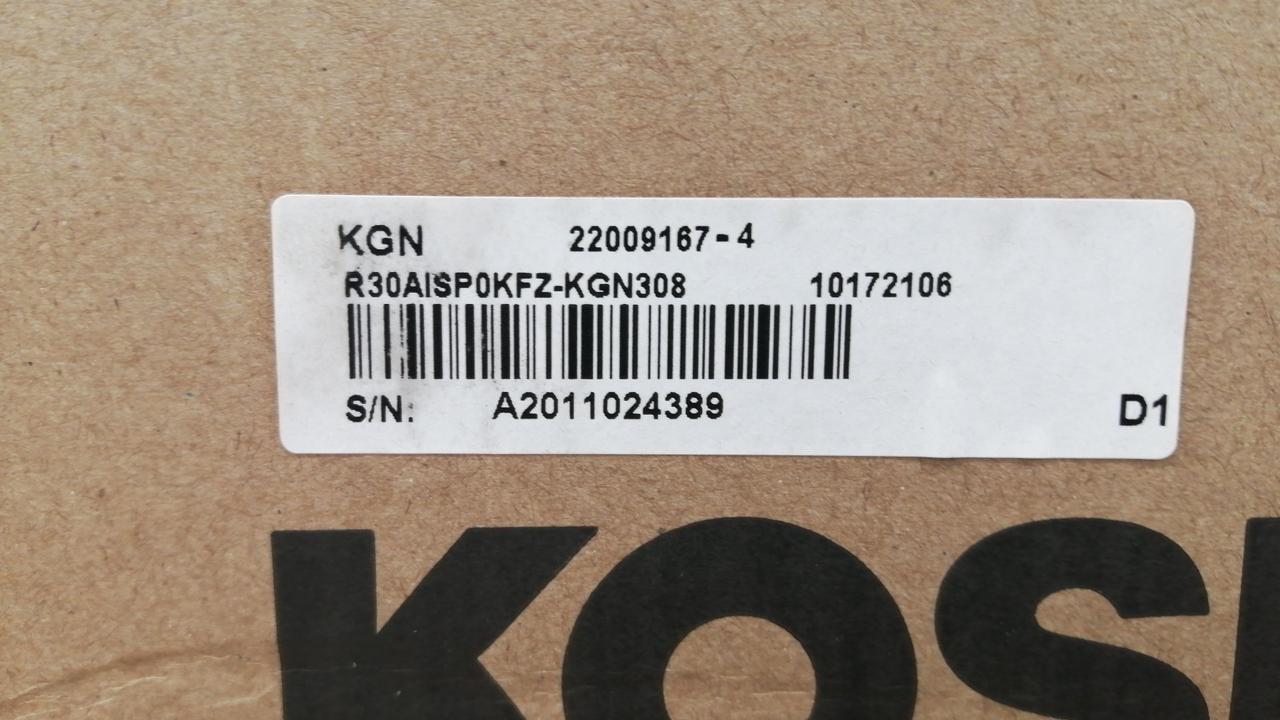 KGN 22009167-4
R30AISP0KFZ-KGN308 10172106
S/N: A2011024389 D1
KOS